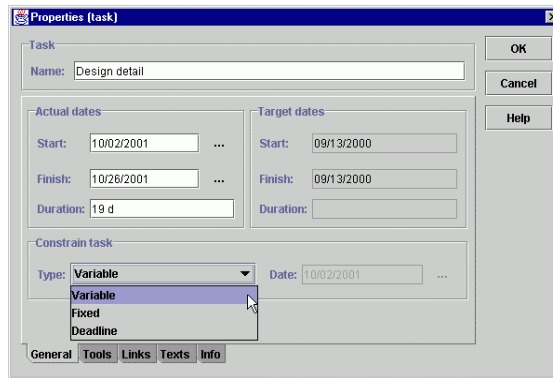 Properties (task)
Task
Name: Design detail
OK
Cancel
Help
Actual dates
Start: 10/02/2001 ...
Finish: 10/26/2001 ...
Duration: 19 d
Target dates
Start: 09/13/2000
Finish: 09/13/2000
Duration:
Constrain task
Type: Variable Date: 10/02/2001 ...
Variable
Fixed
Deadline
General Tools Links Texts Info